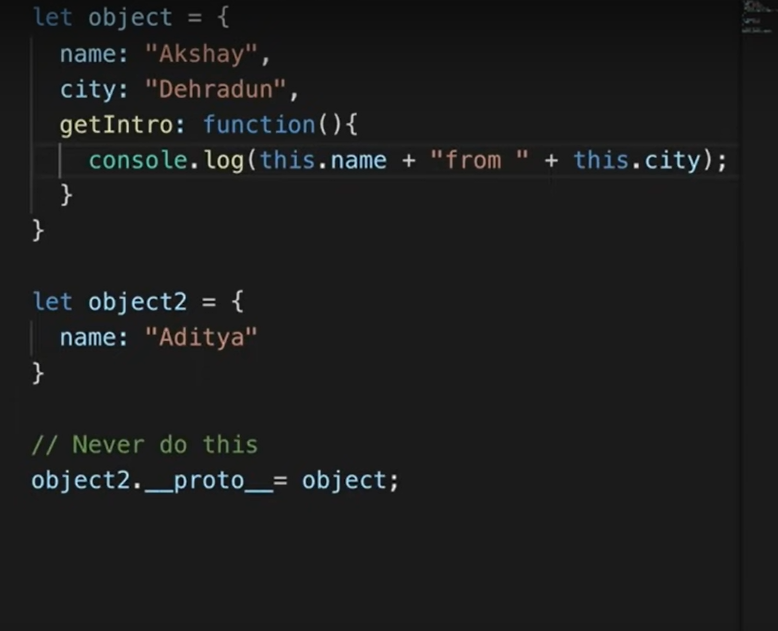 let object = {
  name: "Akshay",
  city: "Dehradun",
  getIntro: function(){
    console.log(this.name + "from " + this.city);
  }
}

let object2 = {
  name: "Aditya"
}

// Never do this
object2.__proto__= object;